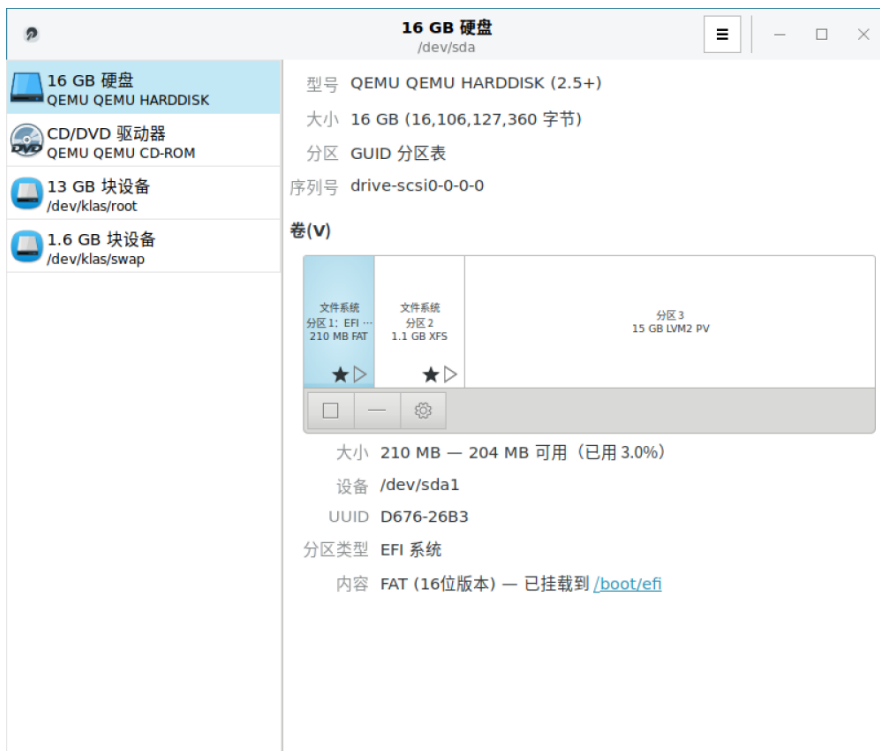 16 GB 硬盘
/dev/sda
16 GB 硬盘
QEMU QEMU HARDDISK
CD/DVD 驱动器
QEMU QEMU CD-ROM
13 GB 块设备
/dev/klas/root
1.6 GB 块设备
/dev/klas/swap
型号 QEMU QEMU HARDDISK (2.5+)
大小 16 GB (16,106,127,360 字节)
分区 GUID 分区表
序列号 drive-scsi0-0-0-0
卷(V)
文件系统
分区 1：EFI …
210 MB FAT
文件系统
分区 2
1.1 GB XFS
分区 3
15 GB LVM2 PV
大小 210 MB — 204 MB 可用（已用 3.0%）
设备 /dev/sda1
UUID D676-26B3
分区类型 EFI 系统
内容 FAT (16位版本) — 已挂载到 /boot/efi